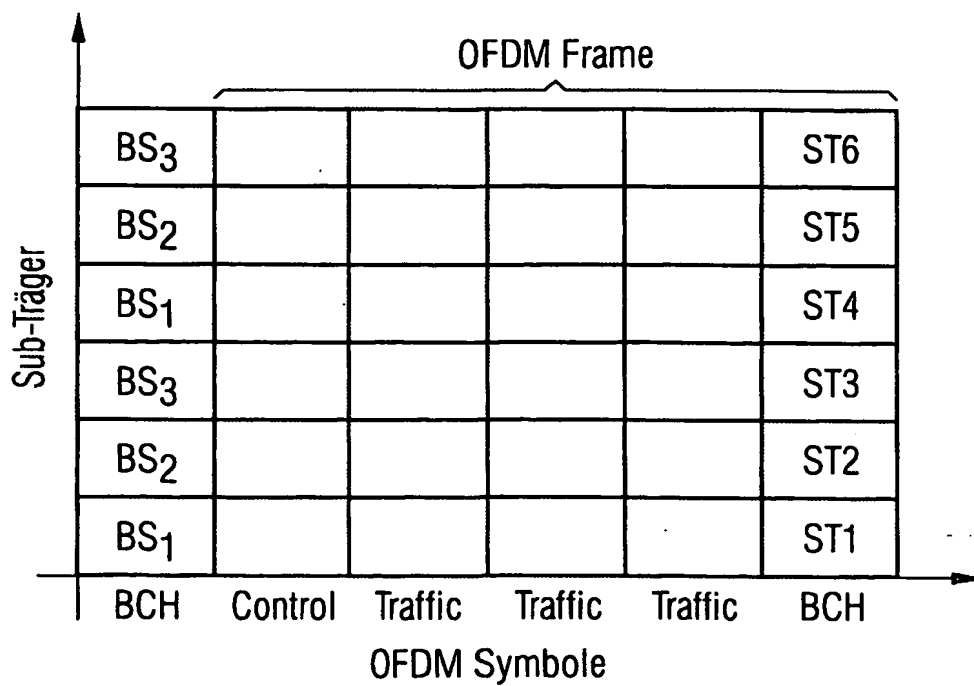 OFDM Frame
Sub-Träger
BS3 ST6
BS2 ST5
BS1 ST4
BS3 ST3
BS2 ST2
BS1 ST1
BCH Control Traffic Traffic Traffic BCH
OFDM Symbole